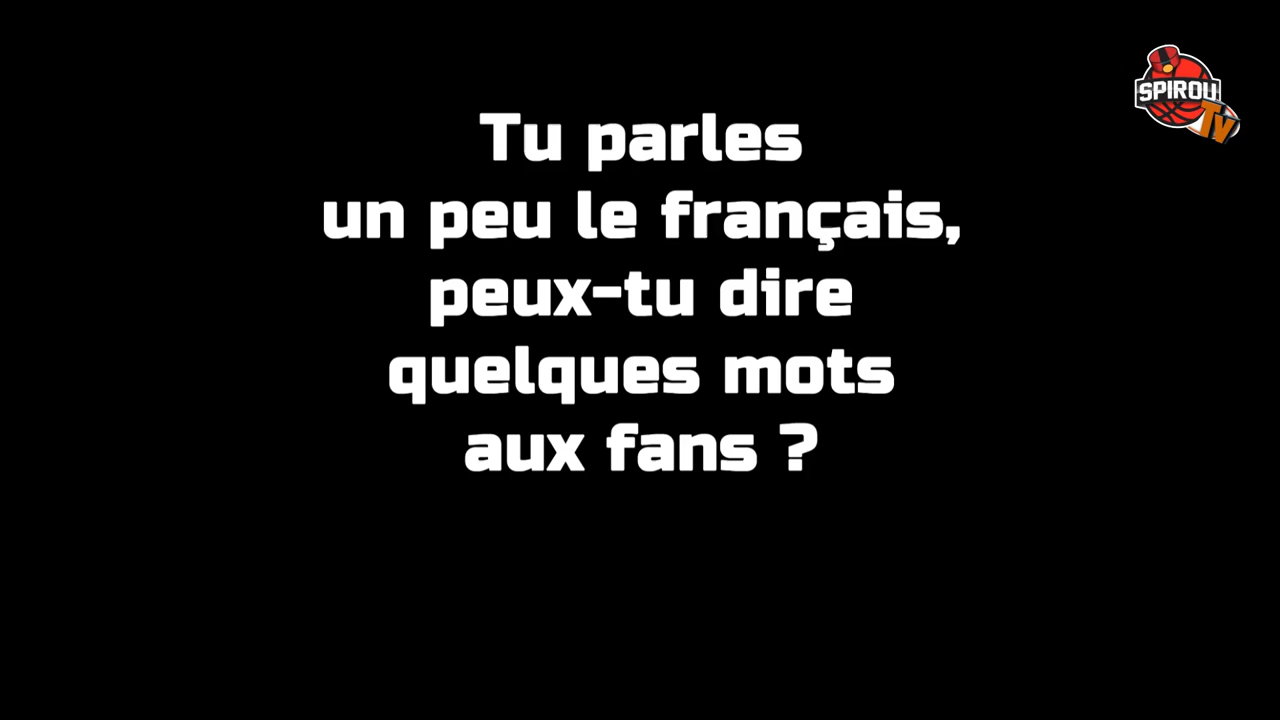 SPIROU
TV
Tu parles
un peu le français,
peux-tu dire
quelques mots
aux fans ?